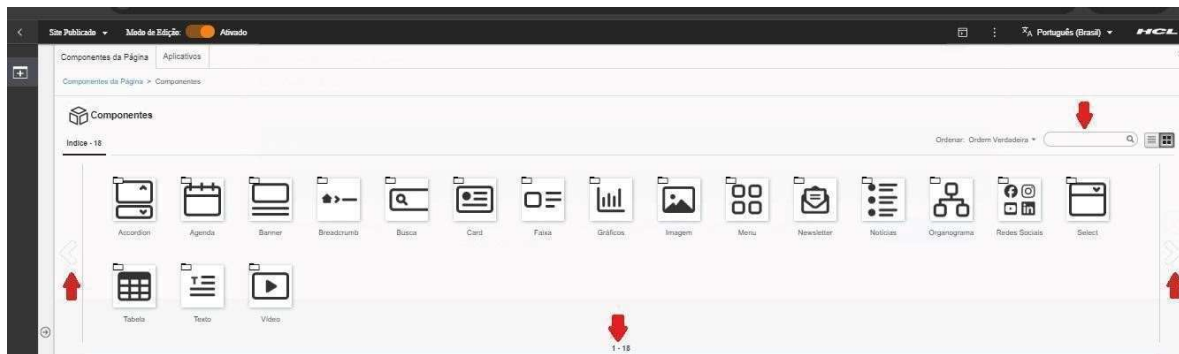 Site Publicado Modo de Edição: Ativado Português (Brasil) HCL
Componentes da Página Aplicativos
Componentes da Página > Componentes
Componentes
Índice - 18 Ordenar: Ordem Verdadeira
Accordion Agenda Banner Breadcrumb Busca Card Faixa Gráficos Imagem Menu Newsletter Notícias Organograma Redes Sociais Select
Tabela Texto Vídeo
1 - 18